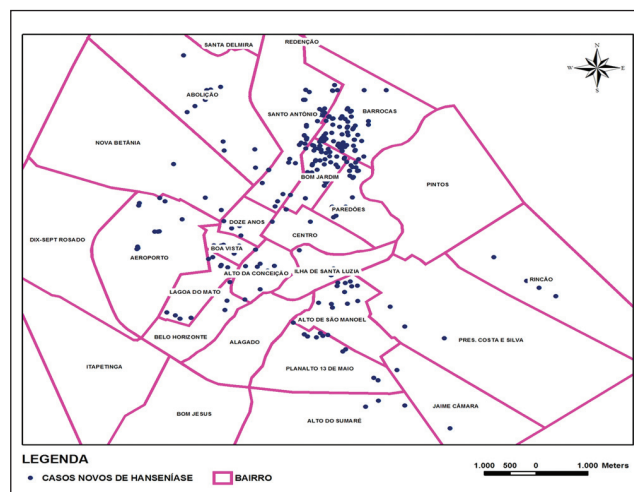 SANTA DELMIRA
REDENÇÃO
N
W E
S
ABOLIÇÃO
SANTO ANTÔNIO
BARROCAS
NOVA BETÂNIA
BOM JARDIM
PINTOS
PAREDÕES
DOZE ANOS
CENTRO
DIX-SEPT ROSADO
BOA VISTA
AEROPORTO
ALTO DA CONCEIÇÃO
ILHA DE SANTA LUZIA
RINCÃO
LAGOA DO MATO
ALTO DE SÃO MANOEL
BELO HORIZONTE
ALAGADO
PRES. COSTA E SILVA
ITAPETINGA
PLANALTO 13 DE MAIO
JAIME CÂMARA
BOM JESUS
ALTO DO SUMARÉ
LEGENDA
CASOS NOVOS DE HANSENÍASE
BAIRRO
1.000 500 0 1.000 Meters